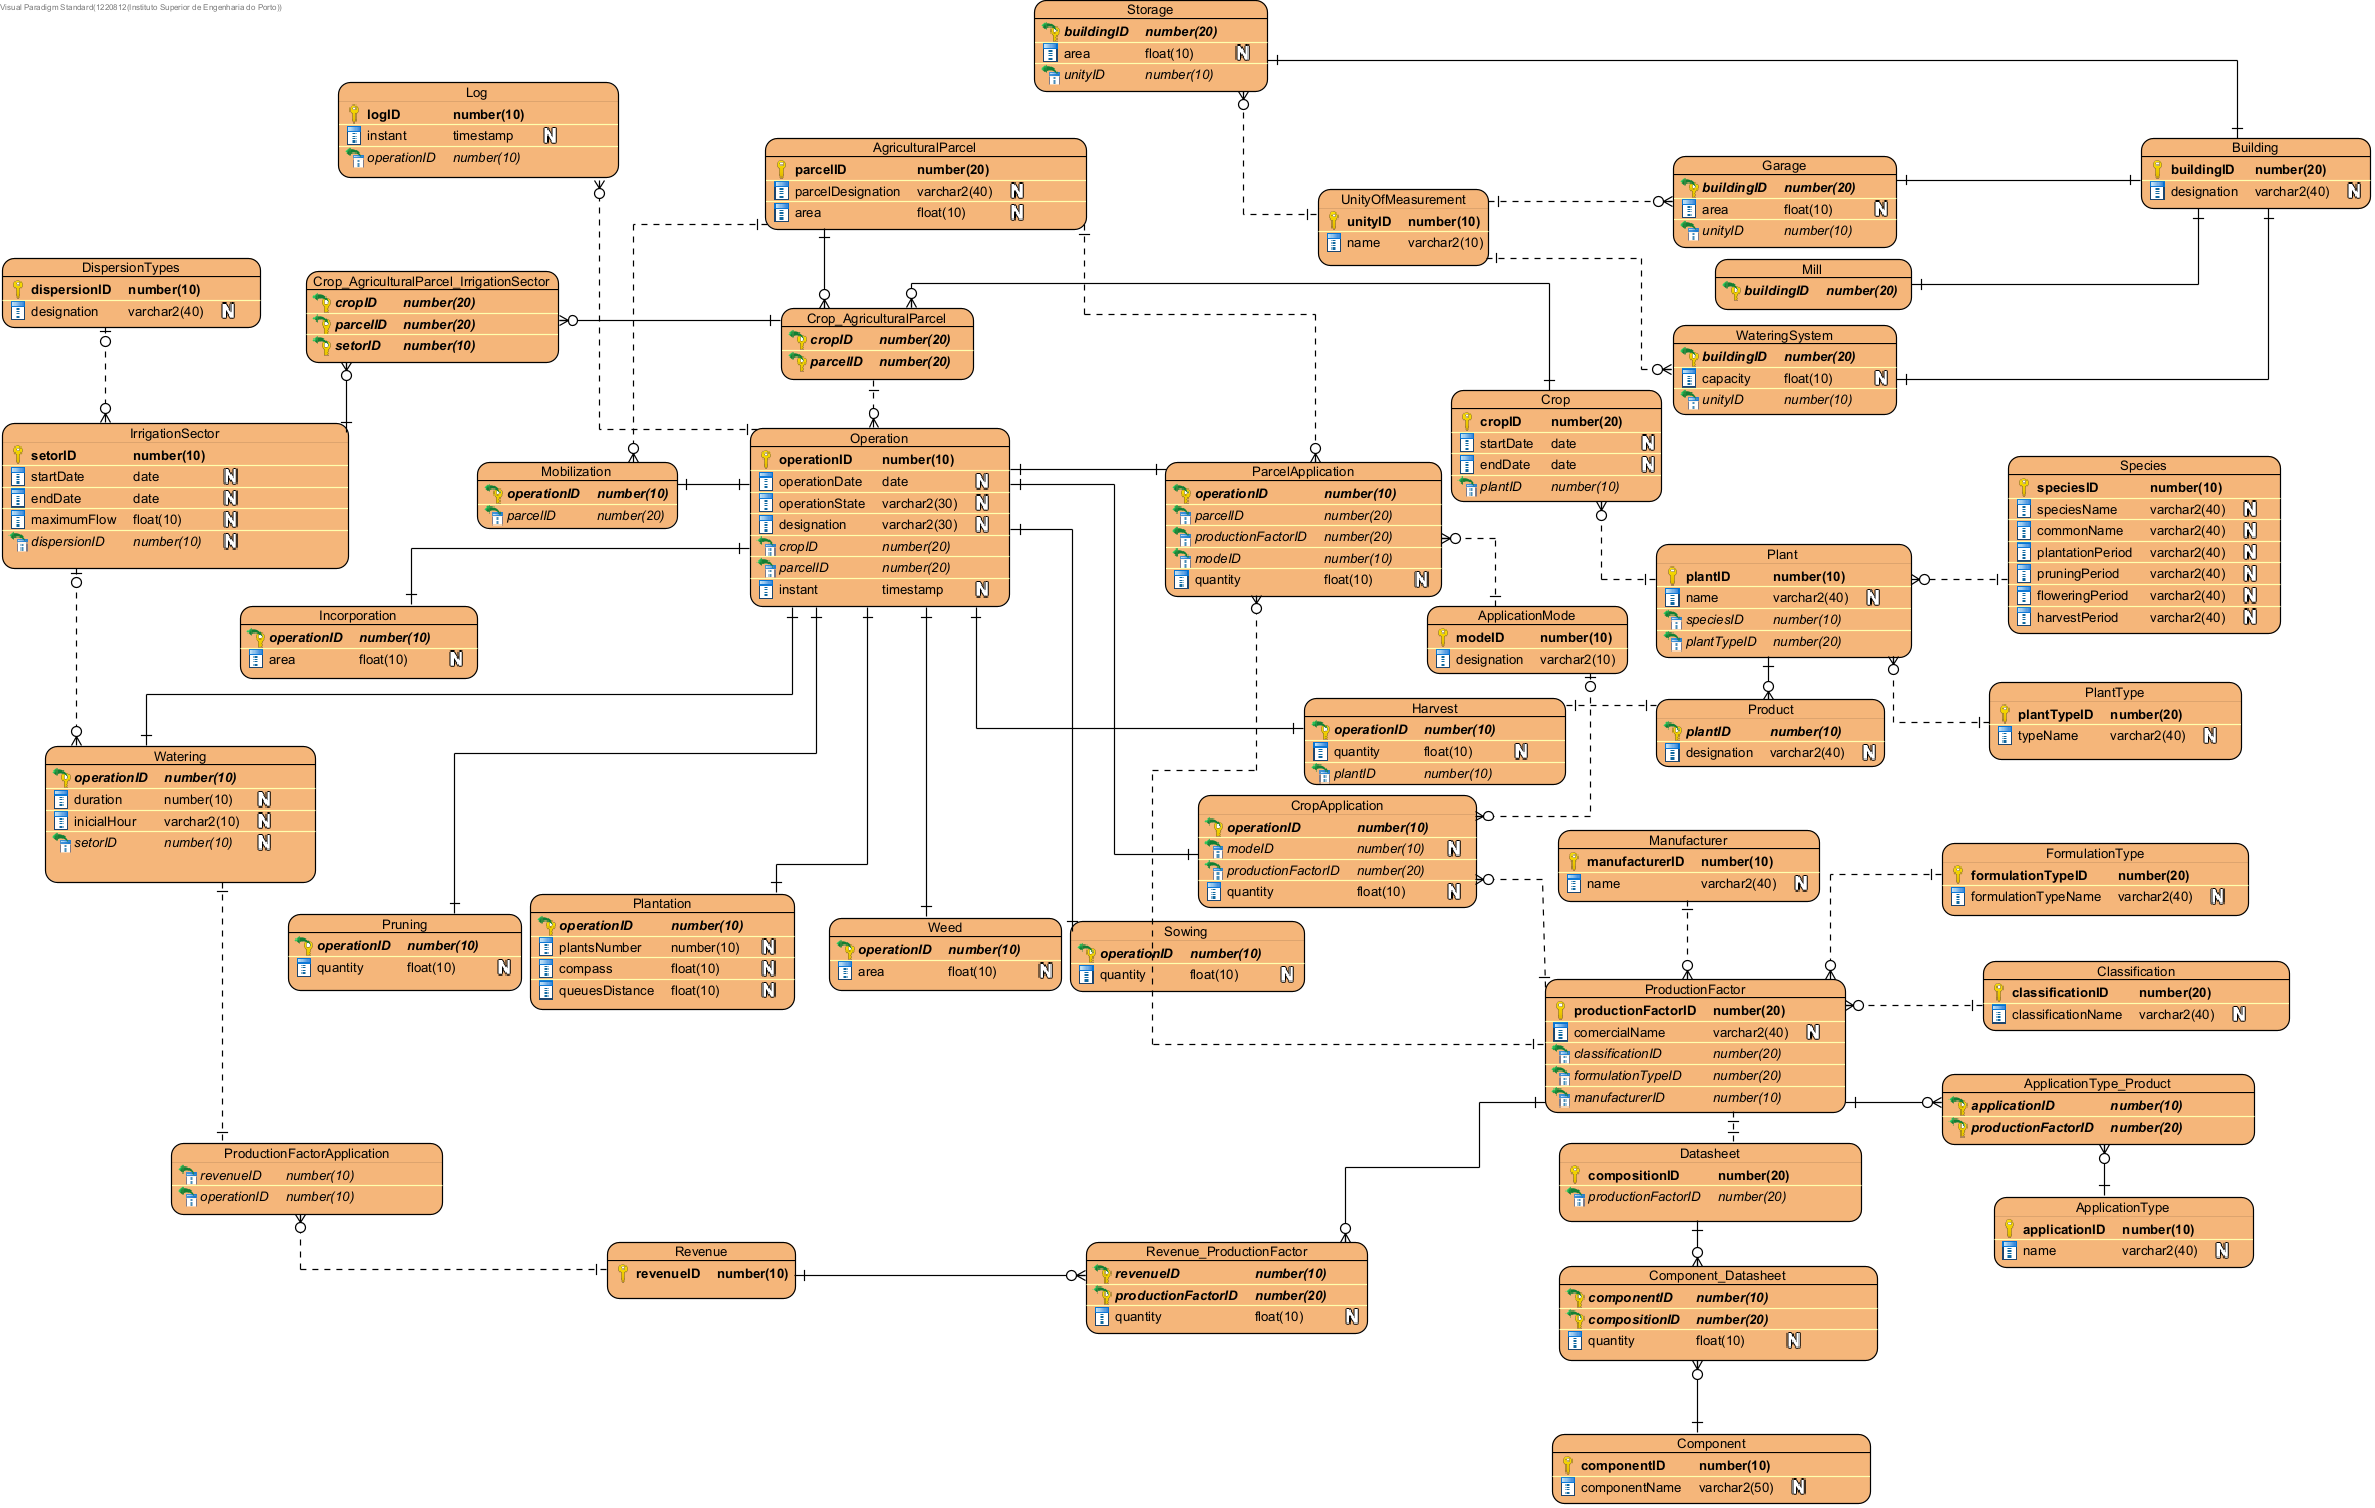 Visual Paradigm Standard(1220812(Instituto Superior de Engenharia do Porto))
Storage
buildingID number(20)
area float(10) N
unityID number(10)
Log
logID number(10)
instant timestamp N
operationID number(10)
AgriculturalParcel
parcelID number(20)
parcelDesignation varchar2(40) N
area float(10) N
Building
buildingID number(20)
designation varchar2(40) N
Garage
buildingID number(20)
area float(10) N
unityID number(10)
UnityOfMeasurement
unityID number(10)
name varchar2(10)
Mill
buildingID number(20)
DispersionTypes
dispersionID number(10)
designation varchar2(40) N
Crop_AgriculturalParcel_IrrigationSector
cropID number(20)
parcelID number(20)
setorID number(10)
Crop_AgriculturalParcel
cropID number(20)
parcelID number(20)
WateringSystem
buildingID number(20)
capacity float(10) N
unityID number(10)
Crop
cropID number(20)
startDate date N
endDate date N
plantID number(10)
IrrigationSector
setorID number(10)
startDate date N
endDate date N
maximumFlow float(10) N
dispersionID number(10) N
Operation
operationID number(10)
operationDate date N
operationState varchar2(30) N
designation varchar2(30) N
cropID number(20)
parcelID number(20)
instant timestamp N
Mobilization
operationID number(10)
parcelID number(20)
ParcelApplication
operationID number(10)
parcelID number(20)
productionFactorID number(20)
modeID number(10)
quantity float(10) N
Species
speciesID number(10)
speciesName varchar2(40) N
commonName varchar2(40) N
plantationPeriod varchar2(40) N
pruningPeriod varchar2(40) N
floweringPeriod varchar2(40) N
harvestPeriod varchar2(40) N
Plant
plantID number(10)
name varchar2(40) N
speciesID number(10)
plantTypeID number(20)
Incorporation
operationID number(10)
area float(10) N
ApplicationMode
modeID number(10)
designation varchar2(10)
PlantType
plantTypeID number(20)
typeName varchar2(40) N
Harvest
operationID number(10)
quantity float(10) N
plantID number(10)
Product
plantID number(10)
designation varchar2(40) N
Watering
operationID number(10)
duration number(10) N
inicialHour varchar2(10) N
setorID number(10) N
CropApplication
operationID number(10)
modeID number(10) N
productionFactorID number(20)
quantity float(10) N
Manufacturer
manufacturerID number(10)
name varchar2(40) N
FormulationType
formulationTypeID number(20)
formulationTypeName varchar2(40) N
Pruning
operationID number(10)
quantity float(10) N
Plantation
operationID number(10)
plantsNumber number(10) N
compass float(10) N
queuesDistance float(10) N
Weed
operationID number(10)
area float(10) N
Sowing
operationID number(10)
quantity float(10) N
Classification
classificationID number(20)
classificationName varchar2(40) N
ProductionFactor
productionFactorID number(20)
comercialName varchar2(40) N
classificationID number(20)
formulationTypeID number(20)
manufacturerID number(10)
ApplicationType_Product
applicationID number(10)
productionFactorID number(20)
ProductionFactorApplication
revenueID number(10)
operationID number(10)
Datasheet
compositionID number(20)
productionFactorID number(20)
ApplicationType
applicationID number(10)
name varchar2(40) N
Revenue
revenueID number(10)
Revenue_ProductionFactor
revenueID number(10)
productionFactorID number(20)
quantity float(10) N
Component_Datasheet
componentID number(10)
compositionID number(20)
quantity float(10) N
Component
componentID number(10)
componentName varchar2(50) N